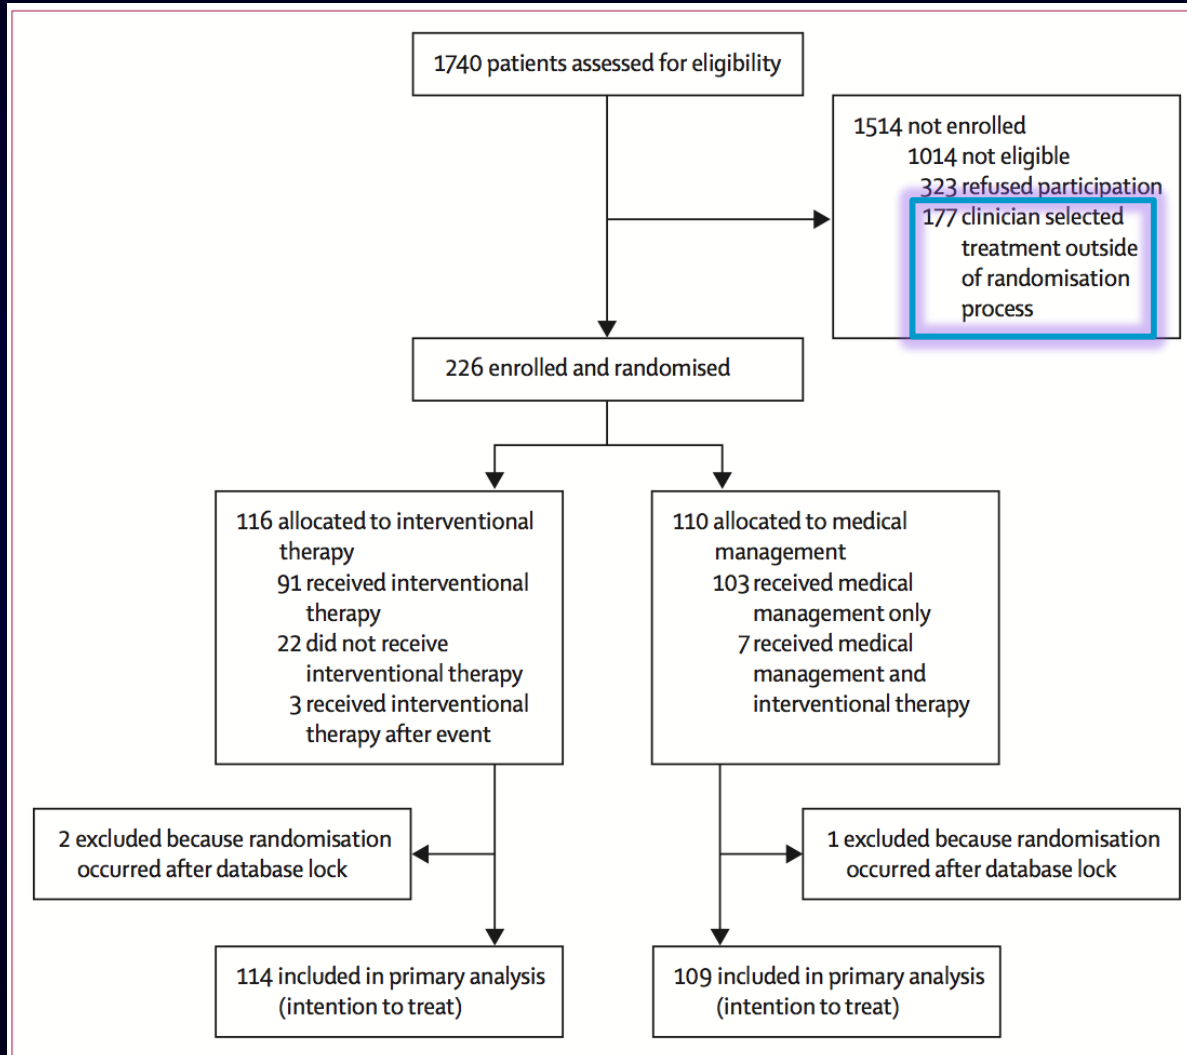 1740 patients assessed for eligibility
1514 not enrolled
1014 not eligible
323 refused participation
177 clinician selected
treatment outside
of randomisation
process
226 enrolled and randomised
116 allocated to interventional
therapy
91 received interventional
therapy
22 did not receive
interventional therapy
3 received interventional
therapy after event
110 allocated to medical
management
103 received medical
management only
7 received medical
management and
interventional therapy
2 excluded because randomisation
occurred after database lock
1 excluded because randomisation
occurred after database lock
114 included in primary analysis
(intention to treat)
109 included in primary analysis
(intention to treat)